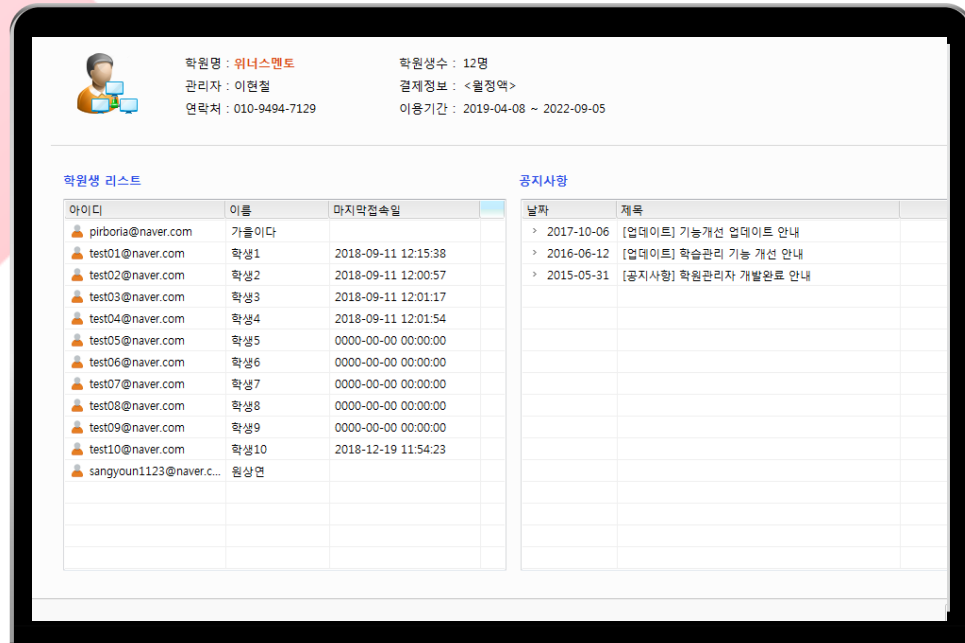 학원명 : 위너스멘토
관리자 : 이현철
연락처 : 010-9494-7129
학원생수 : 12명
결제정보 : <월정액>
이용기간 : 2019-04-08 ~ 2022-09-05
학원생 리스트
아이디 이름 마지막접속일
pirboria@naver.com 가을이다
test01@naver.com 학생1 2018-09-11 12:15:38
test02@naver.com 학생2 2018-09-11 12:00:57
test03@naver.com 학생3 2018-09-11 12:01:17
test04@naver.com 학생4 2018-09-11 12:01:54
test05@naver.com 학생5 0000-00-00 00:00:00
test06@naver.com 학생6 0000-00-00 00:00:00
test07@naver.com 학생7 0000-00-00 00:00:00
test08@naver.com 학생8 0000-00-00 00:00:00
test09@naver.com 학생9 0000-00-00 00:00:00
test10@naver.com 학생10 2018-12-19 11:54:23
sangyoun1123@naver.c... 원상연
공지사항
날짜 제목
2017-10-06 [업데이트] 기능개선 업데이트 안내
2016-06-12 [업데이트] 학습관리 기능 개선 안내
2015-05-31 [공지사항] 학원관리자 개발완료 안내